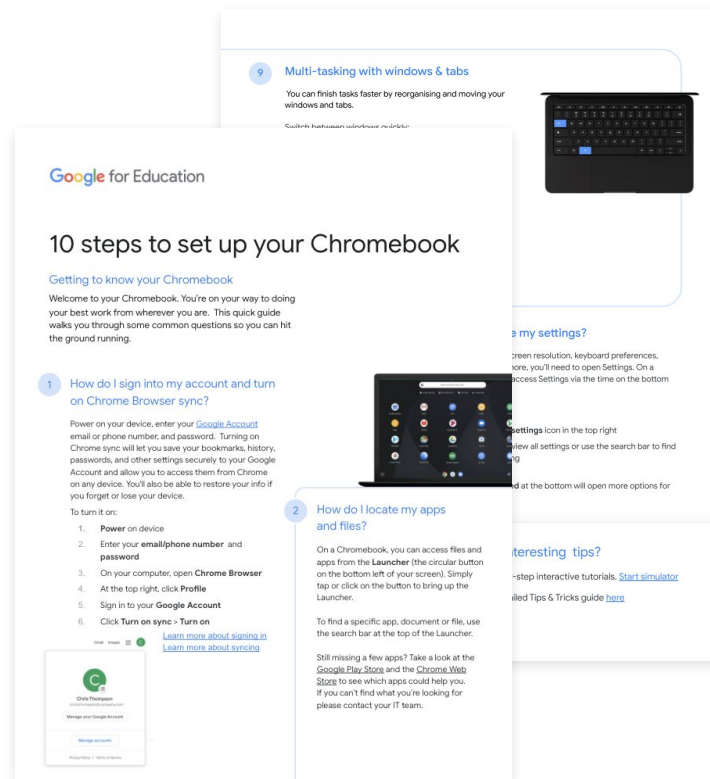 9
Multi-tasking with windows & tabs
You can finish tasks faster by reorganising and moving your
windows and tabs.
Switch between windows quickly:
Google for Education
10 steps to set up your Chromebook
Getting to know your Chromebook
Welcome to your Chromebook. You're on your way to doing
your best work from wherever you are. This quick guide
walks you through some common questions so you can hit
the ground running.
1
How do I sign into my account and turn
on Chrome Browser sync?
Power on your device, enter your Google Account
email or phone number, and password. Turning on
Chrome sync will let you save your bookmarks, history,
passwords, and other settings securely to your Google
Account and allow you to access them from Chrome
on any device. You'll also be able to restore your info if
you forget or lose your device.
To turn it on:
1. Power on device
2. Enter your email/phone number and
password
3. On your computer, open Chrome Browser
4. At the top right, click Profile
5. Sign in to your Google Account
6. Click Turn on sync > Turn on
Learn more about signing in
Learn more about syncing
Gmail Images
C
C
Chris Thompson
Manage your Google Account
Manage accounts
Privacy Policy • Terms of Service
2
How do I locate my apps
and files?
On a Chromebook, you can access files and
apps from the Launcher (the circular button
on the bottom left of your screen). Simply
tap or click on the button to bring up the
Launcher.
To find a specific app, document or file, use
the search bar at the top of the Launcher.
Still missing a few apps? Take a look at the
Google Play Store and the Chrome Web
Store to see which apps could help you.
If you can't find what you're looking for
please contact your IT team.
e my settings?
creen resolution, keyboard preferences,
nore, you'll need to open Settings. On a
access Settings via the time on the bottom
settings icon in the top right
view all settings or use the search bar to find
ng
d at the bottom will open more options for
nteresting tips?
-step interactive tutorials. Start simulator
iled Tips & Tricks guide here